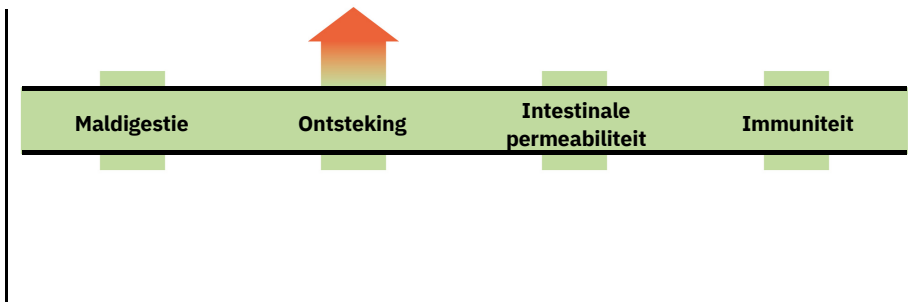 Maldigestie
Ontsteking
Intestinale
permeabiliteit
Immuniteit